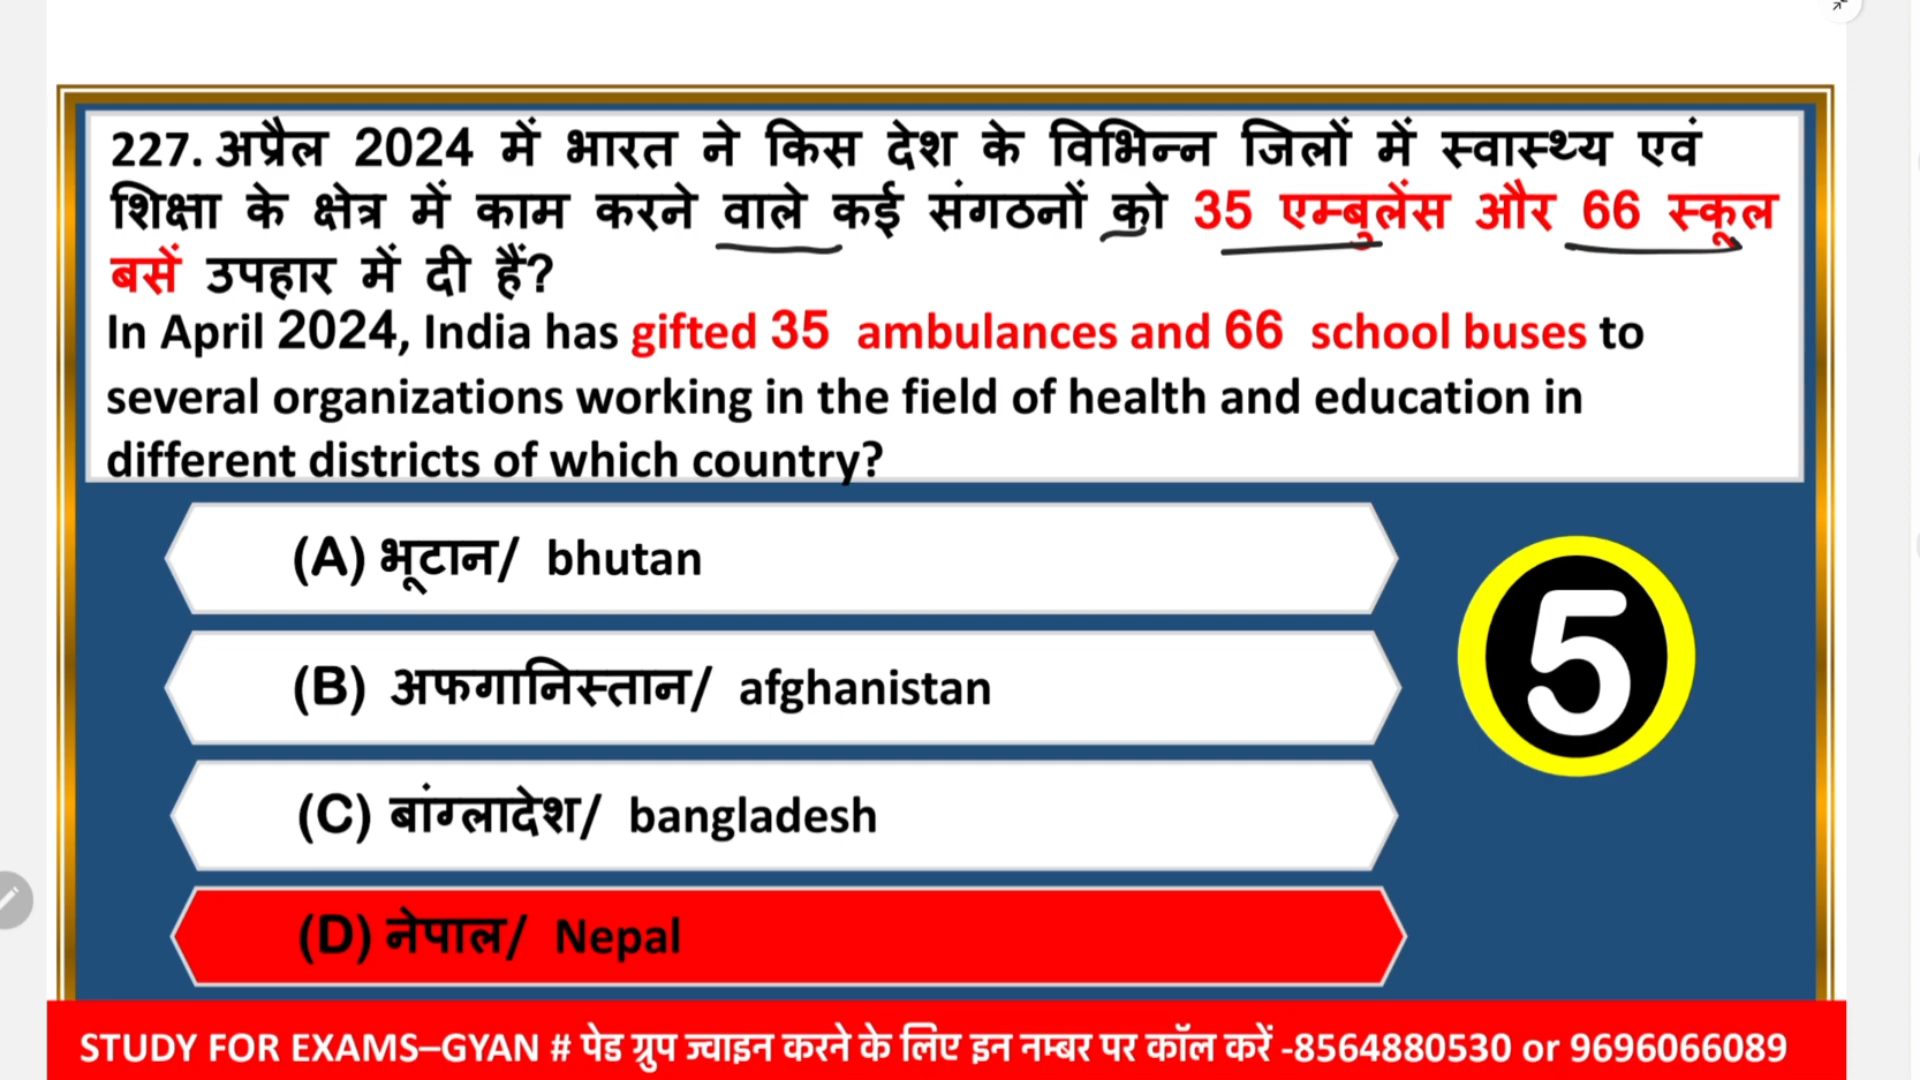 227. अप्रैल 2024 में भारत ने किस देश के विभिन्न जिलों में स्वास्थ्य एवं
शिक्षा के क्षेत्र में काम करने वाले कई संगठनों को 35 एम्बुलेंस और 66 स्कूल
बसें उपहार में दी हैं?
In April 2024, India has gifted 35 ambulances and 66 school buses to
several organizations working in the field of health and education in
different districts of which country?
(A) भूटान/ bhutan
(B) अफगानिस्तान/ afghanistan
5
(C) बांग्लादेश/ bangladesh
(D) नेपाल/ Nepal
STUDY FOR EXAMS–GYAN # पेड ग्रुप ज्वाइन करने के लिए इन नम्बर पर कॉल करें -8564880530 or 9696066089